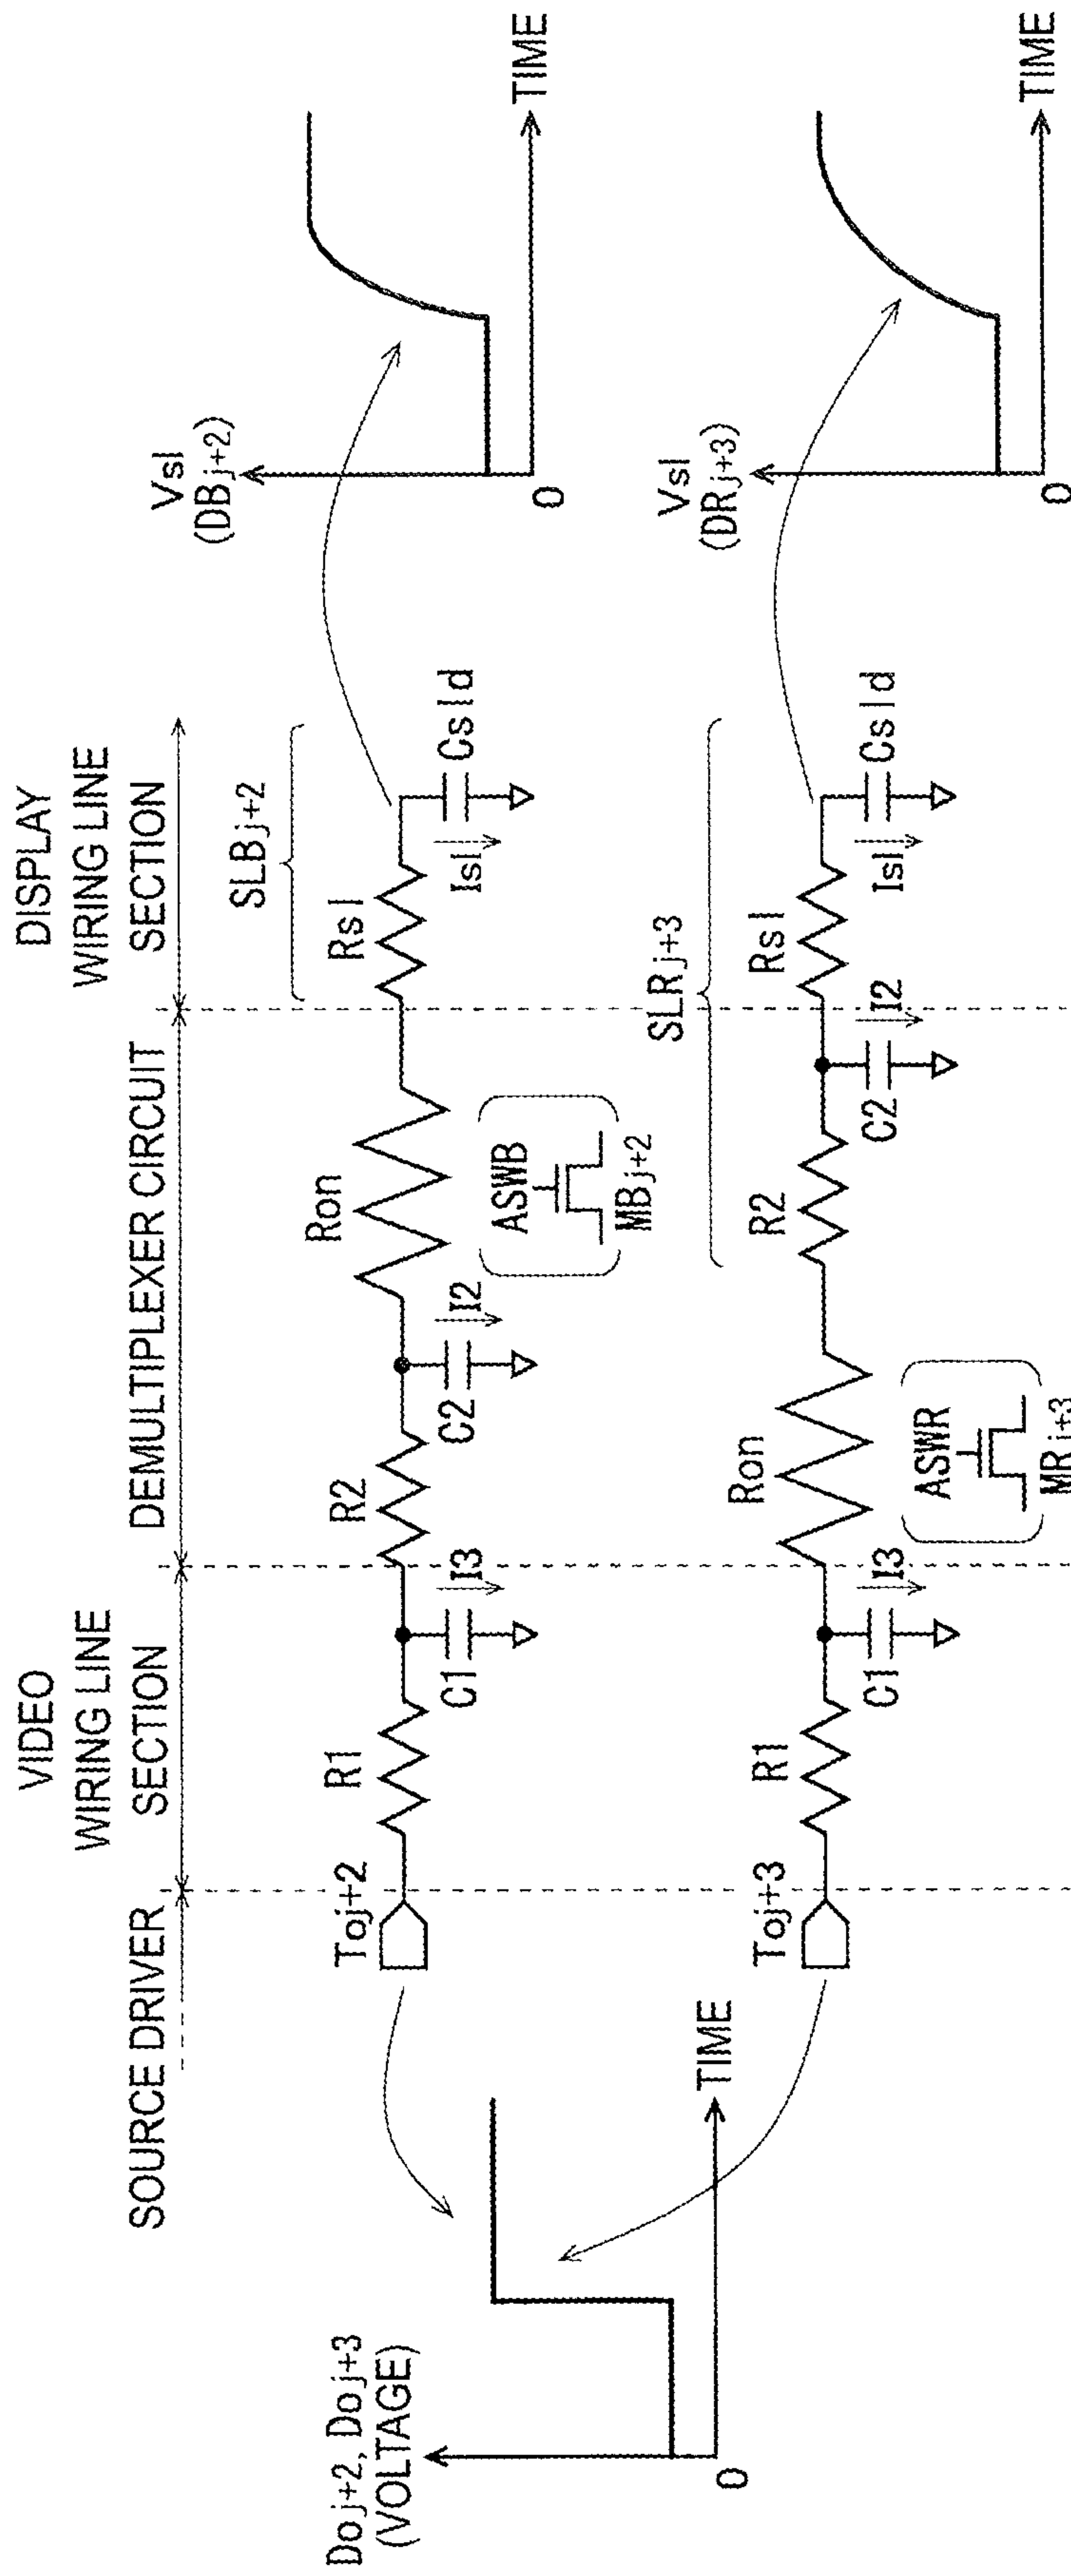 SOURCE DRIVER
VIDEO
WIRING LINE
SECTION
DEMULTIPLEXER CIRCUIT
DISPLAY
WIRING LINE
SECTION
Doj+2, Doj+3
(VOLTAGE)
0
TIME
Toj+2
R1
C1
I3
R2
C2
I2
Ron
ASWB
MBj+2
SLBj+2
Rsl
Csld
Isl
Vsl
(DBj+2)
0
TIME
Toj+3
R1
C1
I3
Ron
ASWR
MRj+3
R2
C2
I2
SLRj+3
Rsl
Csld
Isl
Vsl
(DRj+3)
0
TIME